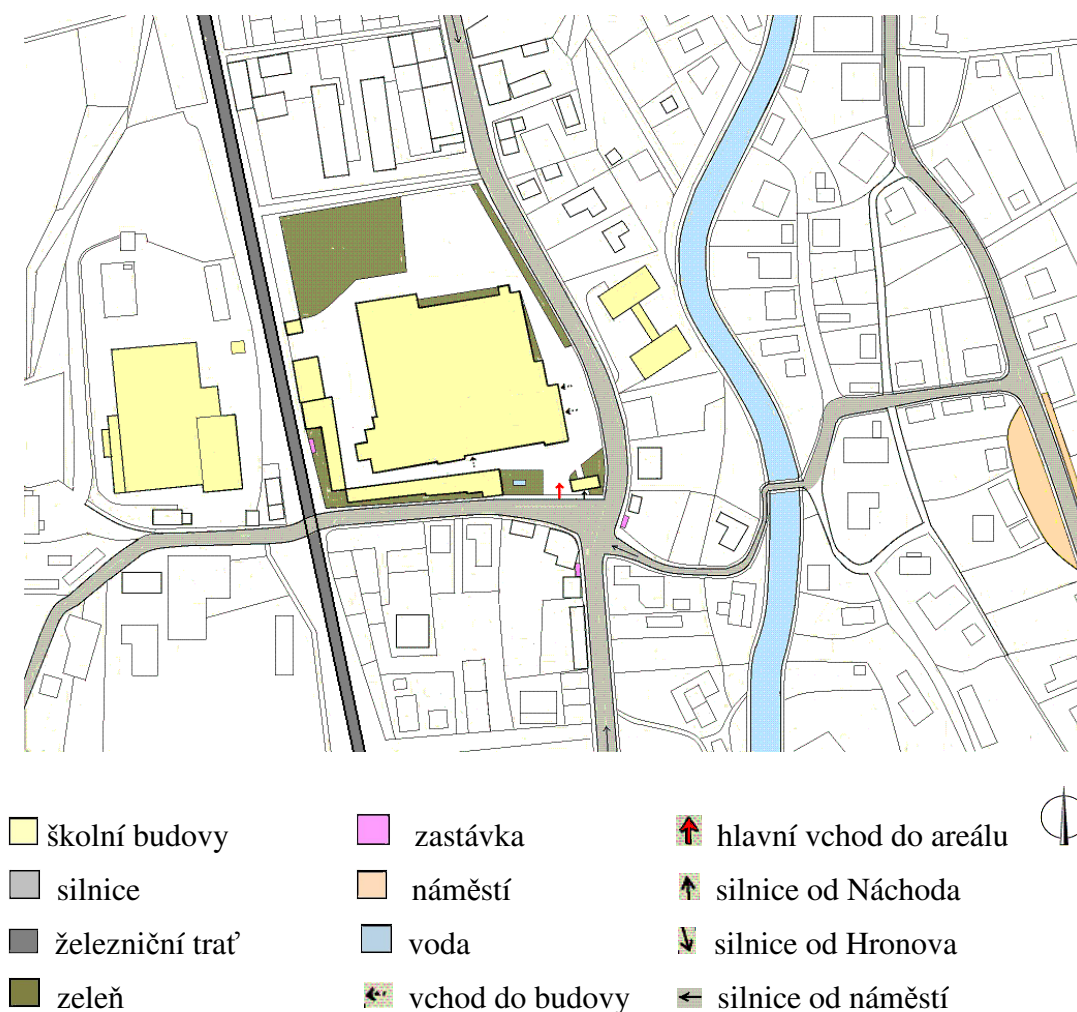 školní budovy
zastávka
hlavní vchod do areálu
silnice
náměstí
silnice od Náchoda
železniční trať
voda
silnice od Hronova
zeleň
vchod do budovy
silnice od náměstí